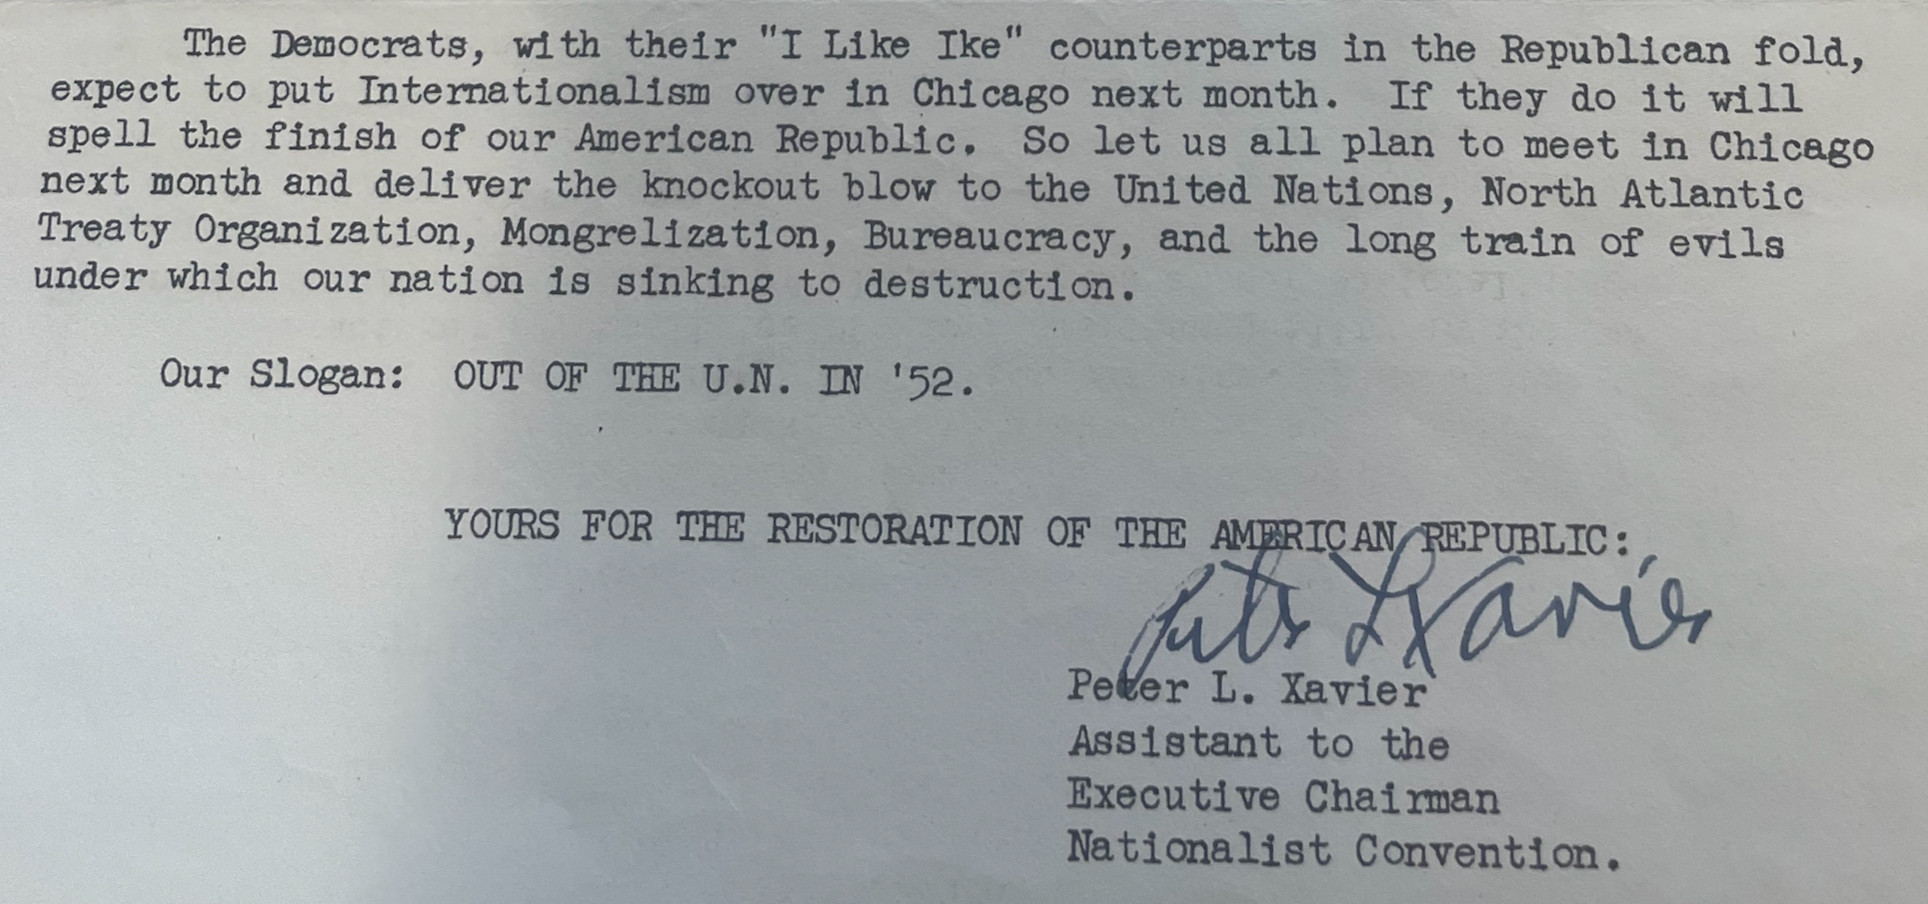 The Democrats, with their "I Like Ike" counterparts in the Republican fold,
expect to put Internationalism over in Chicago next month. If they do it will
spell the finish of our American Republic. So let us all plan to meet in Chicago
next month and deliver the knockout blow to the United Nations, North Atlantic
Treaty Organization, Mongrelization, Bureaucracy, and the long train of evils
under which our nation is sinking to destruction.
Our Slogan: OUT OF THE U.N. IN '52.
YOURS FOR THE RESTORATION OF THE AMERICAN REPUBLIC:
Peter L Xavier
Peter L. Xavier
Assistant to the
Executive Chairman
Nationalist Convention.